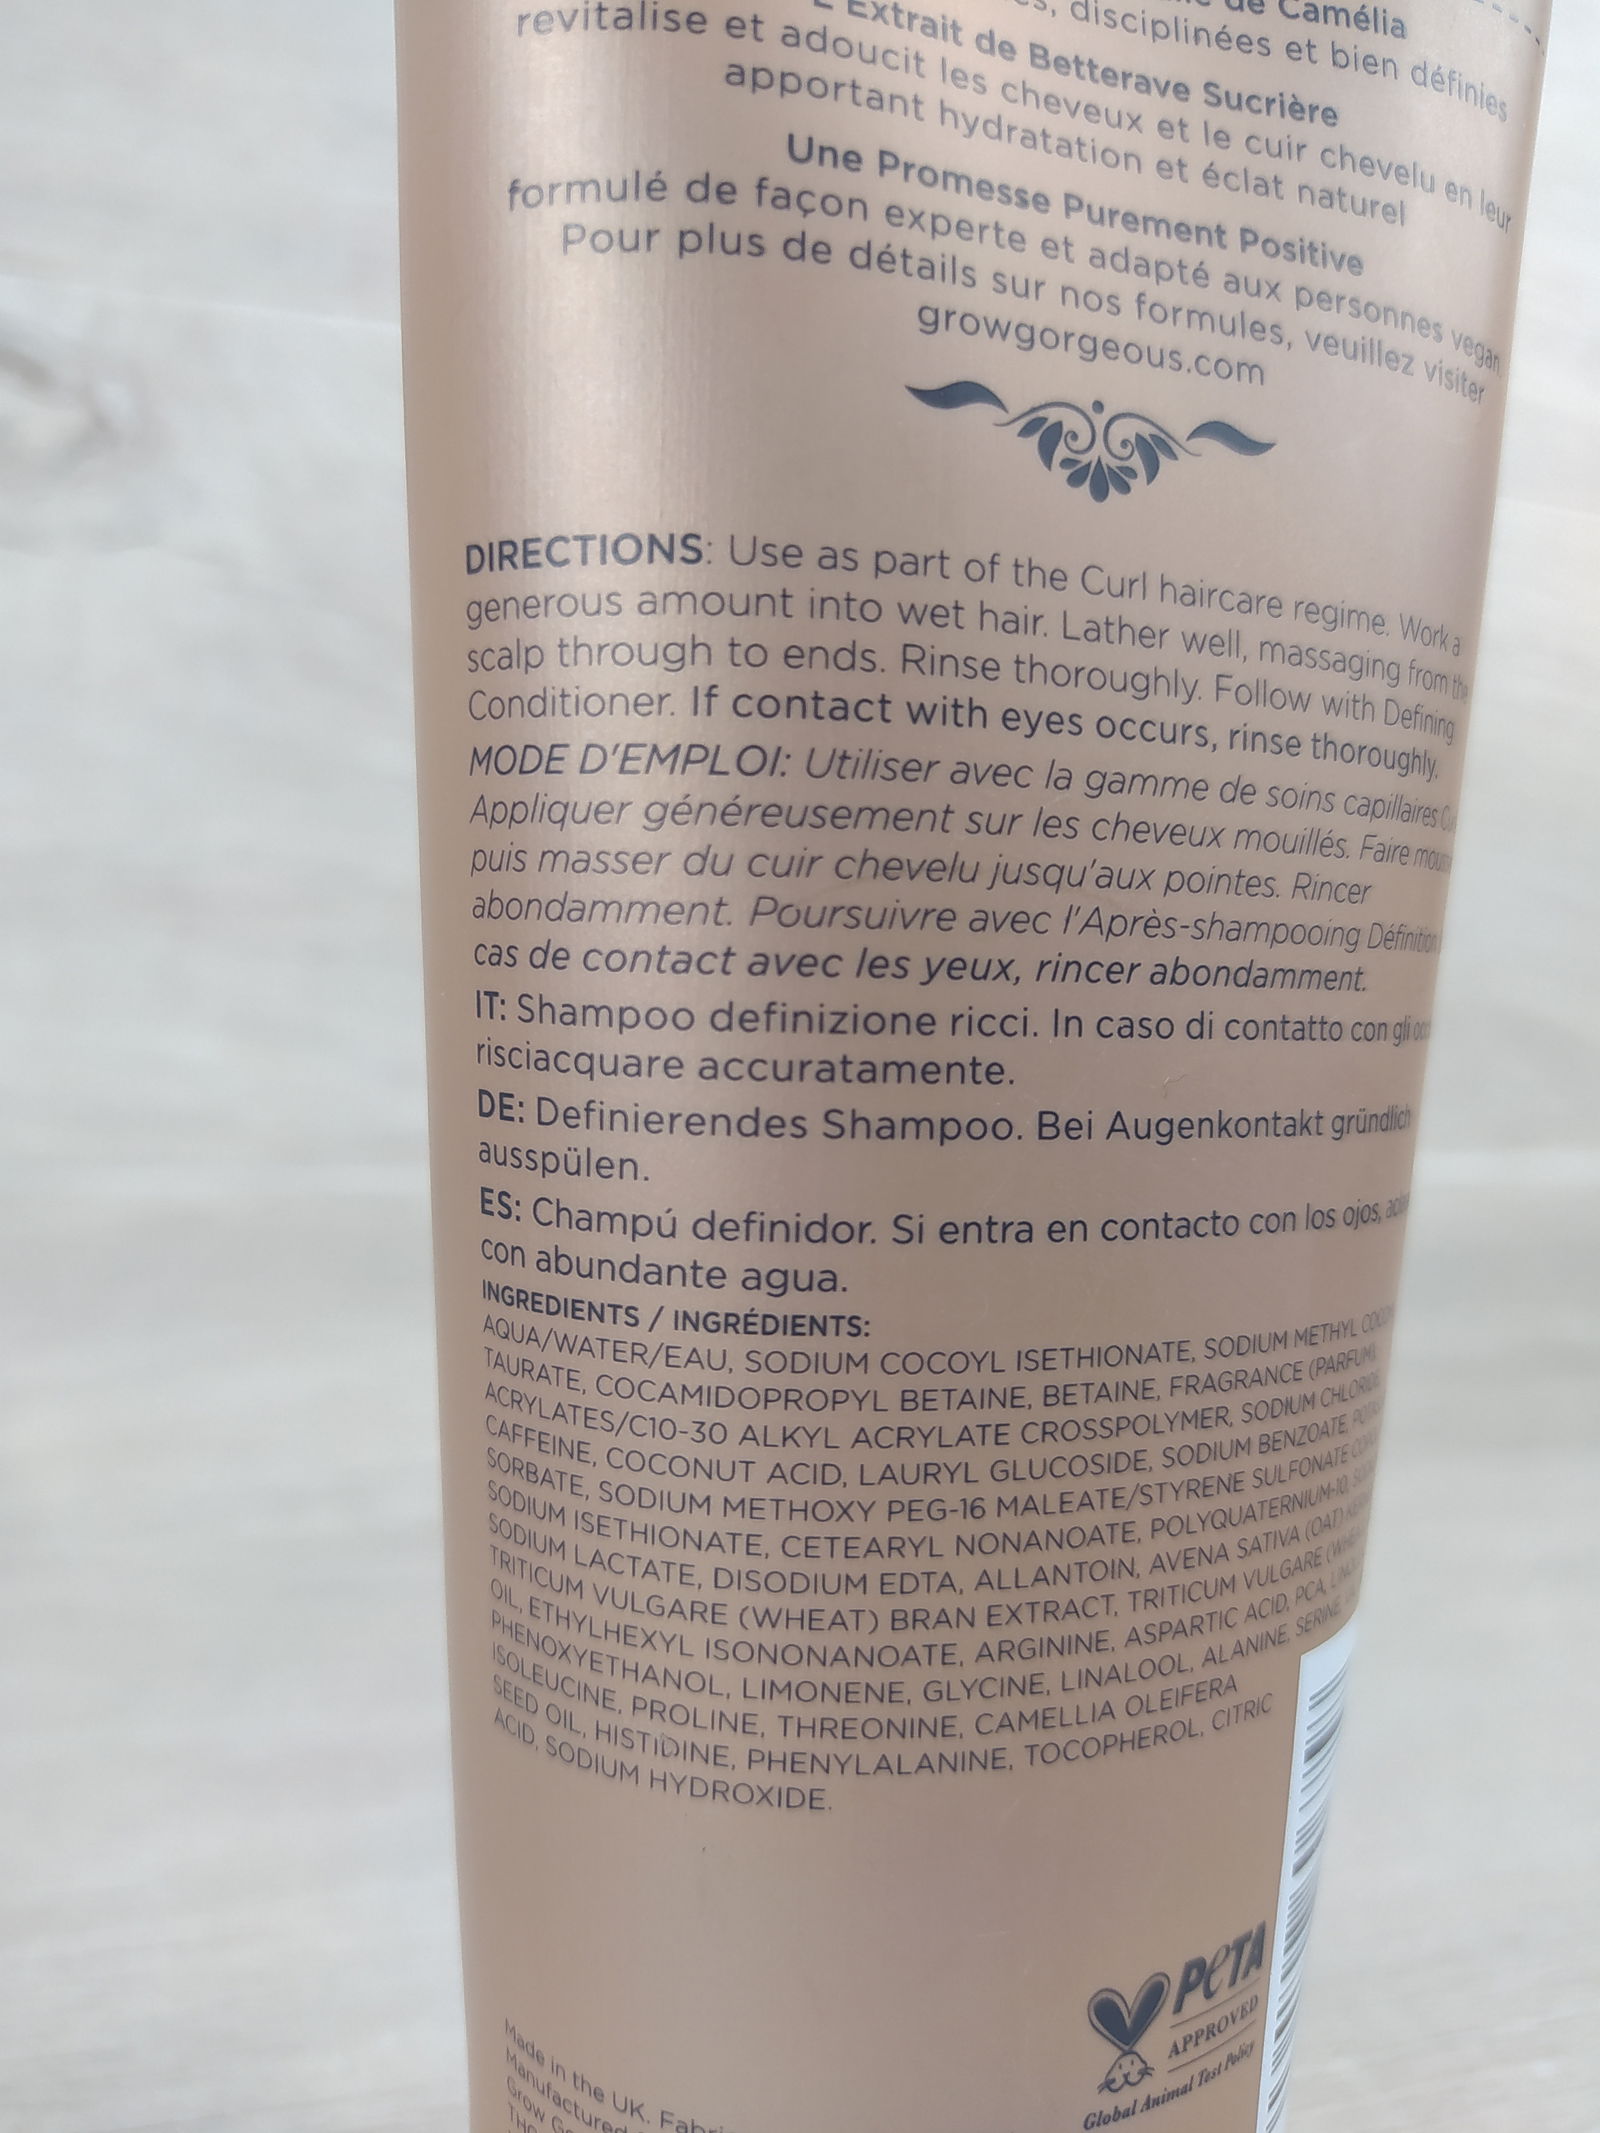 de Camélia
disciplinées et bien définies
L'Extrait de Betterave Sucrière
revitalise et adoucit les cheveux et le cuir chevelu en leur
apportant hydratation et éclat naturel
Une Promesse Purement Positive
formulé de façon experte et adapté aux personnes vegan.
Pour plus de détails sur nos formules, veuillez visiter
growgorgeous.com
DIRECTIONS: Use as part of the Curl haircare regime. Work a
generous amount into wet hair. Lather well, massaging from the
scalp through to ends. Rinse thoroughly. Follow with Defining
Conditioner. If contact with eyes occurs, rinse thoroughly.
MODE D'EMPLOI: Utiliser avec la gamme de soins capillaires
Appliquer généreusement sur les cheveux mouillés. Faire
puis masser du cuir chevelu jusqu'aux pointes. Rincer
abondamment. Poursuivre avec l'Après-shampooing Définition
cas de contact avec les yeux, rincer abondamment.
IT: Shampoo definizione ricci. In caso di contatto con gli
risciacquare accuratamente.
DE: Definierendes Shampoo. Bei Augenkontakt gründlich
ausspülen.
ES: Champú definidor. Si entra en contacto con los ojos,
con abundante agua.
INGREDIENTS / INGRÉDIENTS:
AQUA/WATER/EAU, SODIUM COCOYL ISETHIONATE, SODIUM METHYL
TAURATE, COCAMIDOPROPYL BETAINE, BETAINE, FRAGRANCE (PARFUM),
ACRYLATES/C10-30 ALKYL ACRYLATE CROSSPOLYMER, SODIUM CHLORIDE,
CAFFEINE, COCONUT ACID, LAURYL GLUCOSIDE, SODIUM BENZOATE,
SORBATE, SODIUM METHOXY PEG-16 MALEATE/STYRENE SULFONATE
SODIUM ISETHIONATE, CETEARYL NONANOATE, POLYQUATERNIUM-10,
SODIUM LACTATE, DISODIUM EDTA, ALLANTOIN, AVENA SATIVA (OAT)
TRITICUM VULGARE (WHEAT) BRAN EXTRACT, TRITICUM VULGARE
OIL, ETHYLHEXYL ISONONANOATE, ARGININE, ASPARTIC ACID, PCA,
PHENOXYETHANOL, LIMONENE, GLYCINE, LINALOOL, ALANINE, SERINE,
ISOLEUCINE, PROLINE, THREONINE, CAMELLIA OLEIFERA
SEED OIL, HISTIDINE, PHENYLALANINE, TOCOPHEROL, CITRIC
ACID, SODIUM HYDROXIDE.
PETA
APPROVED
Global Animal Test Policy
Made in the UK.
Manufactured
Grow